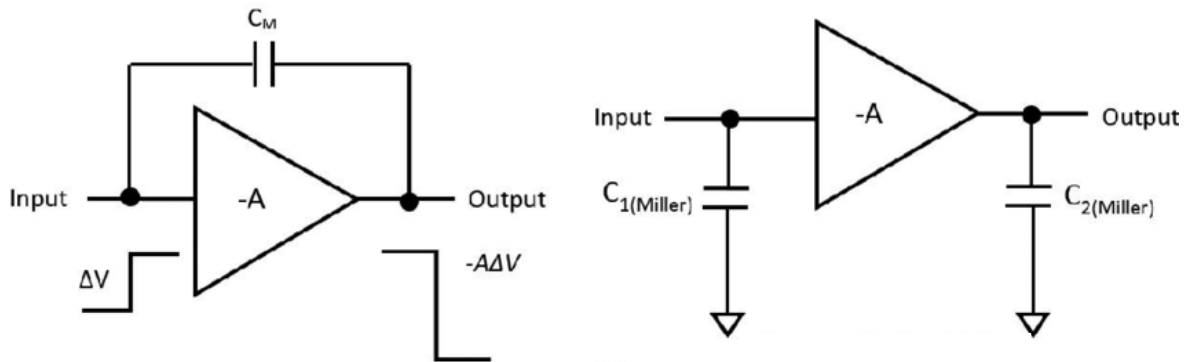 C_M
Input
-A
Output
ΔV
-AΔV
Input
-A
Output
C_1(Miller)
C_2(Miller)